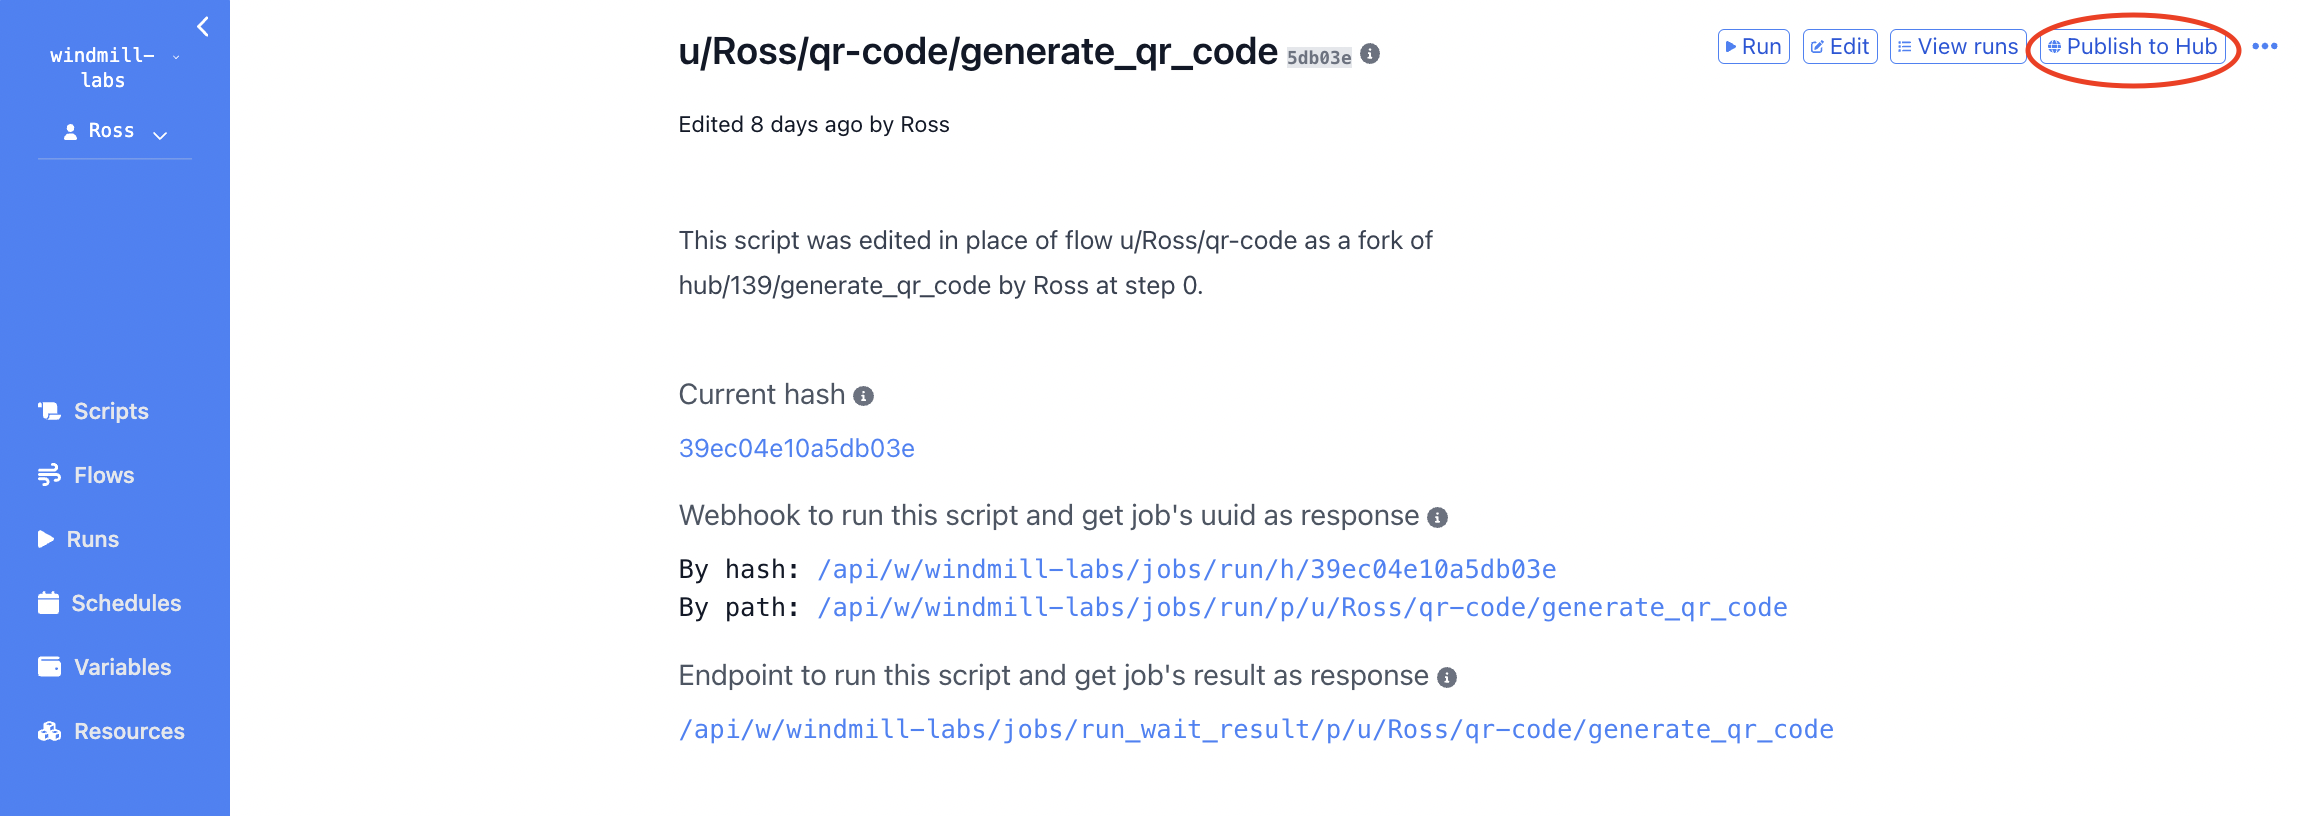 windmill-
labs
Ross
Scripts
Flows
Runs
Schedules
Variables
Resources
u/Ross/qr-code/generate_qr_code 5db03e
Run Edit View runs Publish to Hub
Edited 8 days ago by Ross
This script was edited in place of flow u/Ross/qr-code as a fork of
hub/139/generate_qr_code by Ross at step 0.
Current hash
39ec04e10a5db03e
Webhook to run this script and get job's uuid as response
By hash: /api/w/windmill-labs/jobs/run/h/39ec04e10a5db03e
By path: /api/w/windmill-labs/jobs/run/p/u/Ross/qr-code/generate_qr_code
Endpoint to run this script and get job's result as response
/api/w/windmill-labs/jobs/run_wait_result/p/u/Ross/qr-code/generate_qr_code